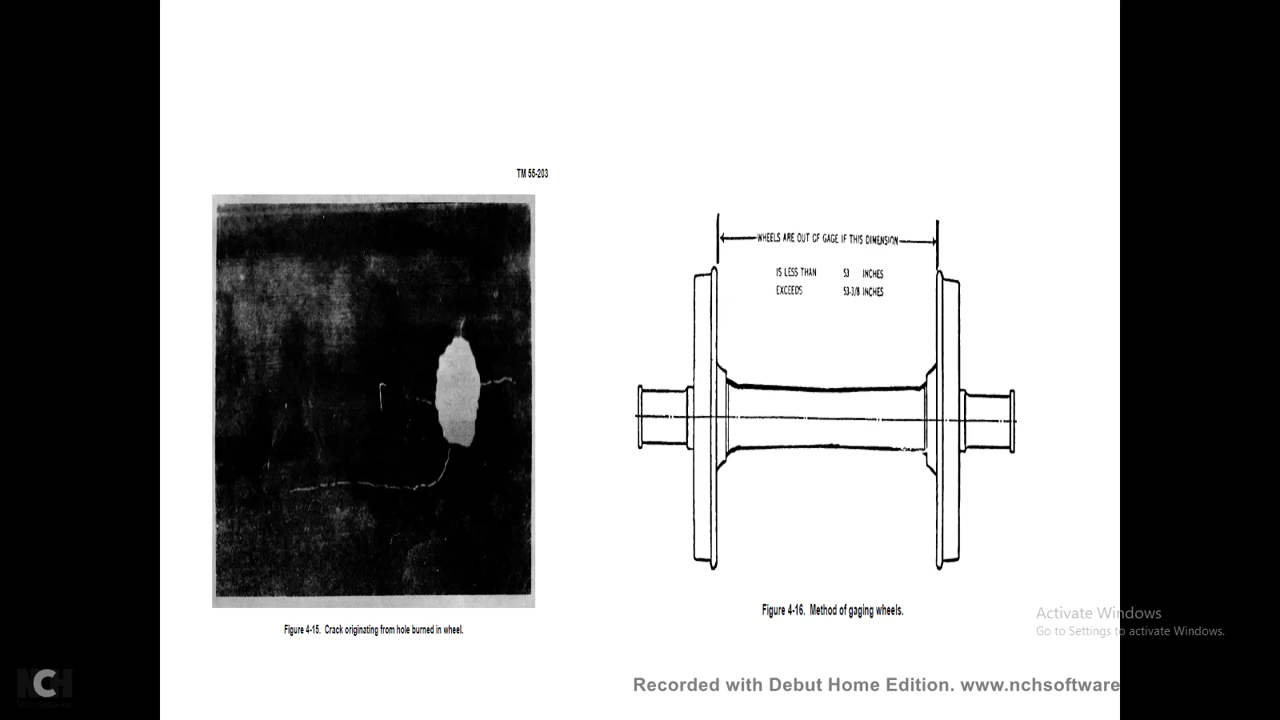 TM 55-203
WHEELS ARE OUT OF GAGE IF THIS DIMENSION
IS LESS THAN 53 INCHES
EXCEEDS 53-3/8 INCHES
Figure 4-15. Crack originating from hole burned in wheel.
Figure 4-16. Method of gaging wheels.
Activate Windows
Go to Settings to activate Windows.
NCH
Recorded with Debut Home Edition. www.nchsoftware